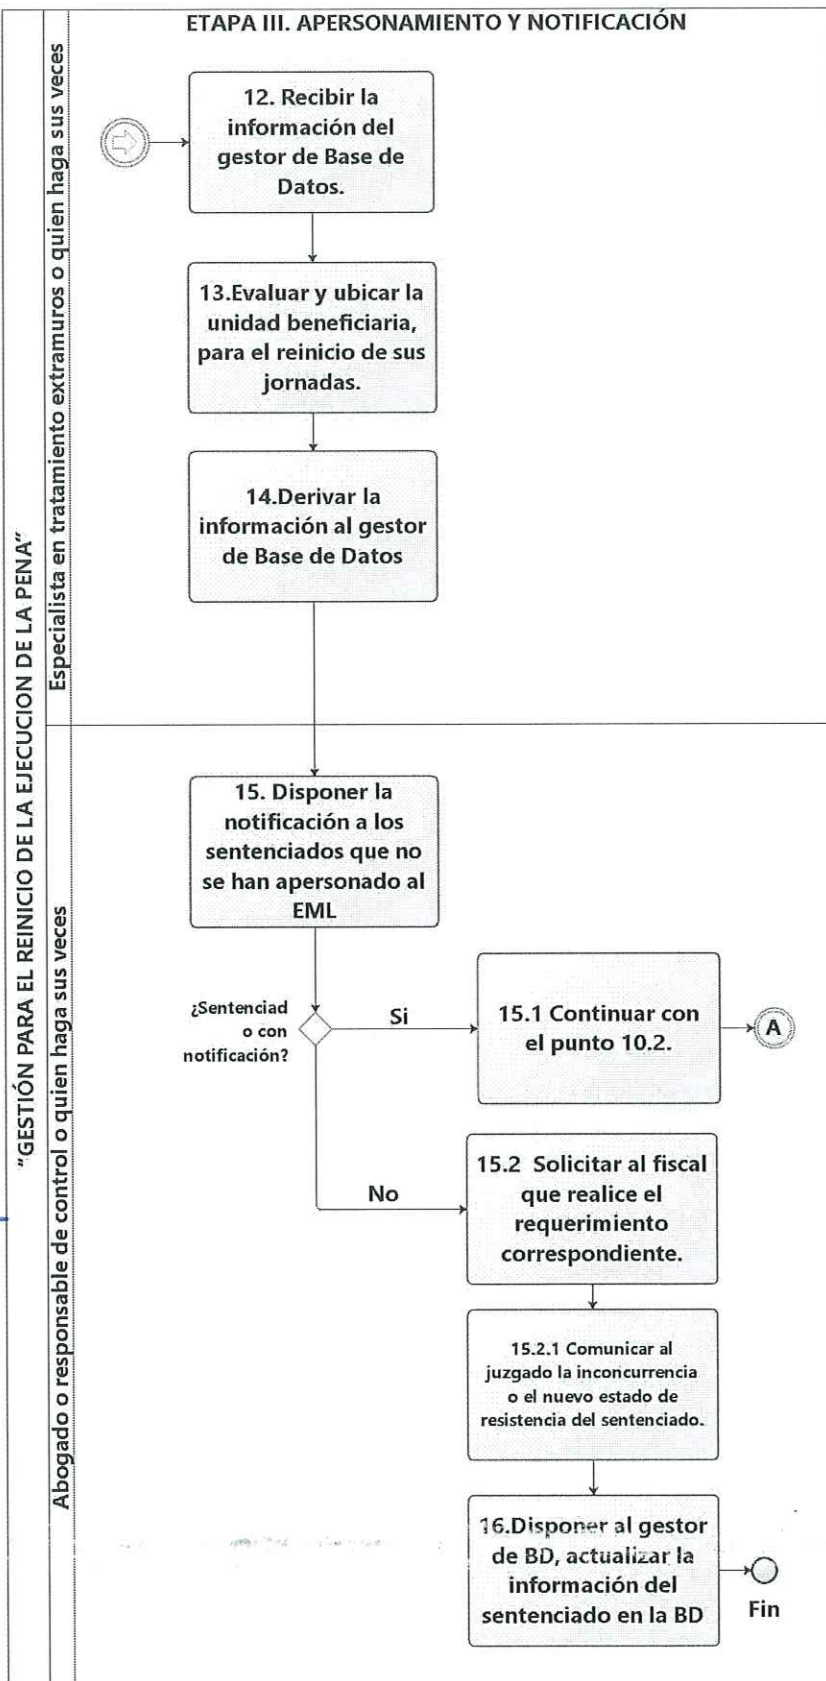 ETAPA III. APERSONAMIENTO Y NOTIFICACIÓN
"GESTIÓN PARA EL REINICIO DE LA EJECUCION DE LA PENA"
Especialista en tratamiento extramuros o quien haga sus veces
12. Recibir la
información del
gestor de Base de
Datos.
13.Evaluar y ubicar la
unidad beneficiaria,
para el reinicio de sus
jornadas.
14.Derivar la
información al gestor
de Base de Datos
Abogado o responsable de control o quien haga sus veces
15. Disponer la
notificación a los
sentenciados que no
se han apersonado al
EML
¿Sentenciad
o con
notificación?
Si
15.1 Continuar con
el punto 10.2.
A
No
15.2 Solicitar al fiscal
que realice el
requerimiento
correspondiente.
15.2.1 Comunicar al
juzgado la inconcurrencia
o el nuevo estado de
resistencia del sentenciado.
16.Disponer al gestor
de BD, actualizar la
información del
sentenciado en la BD
Fin